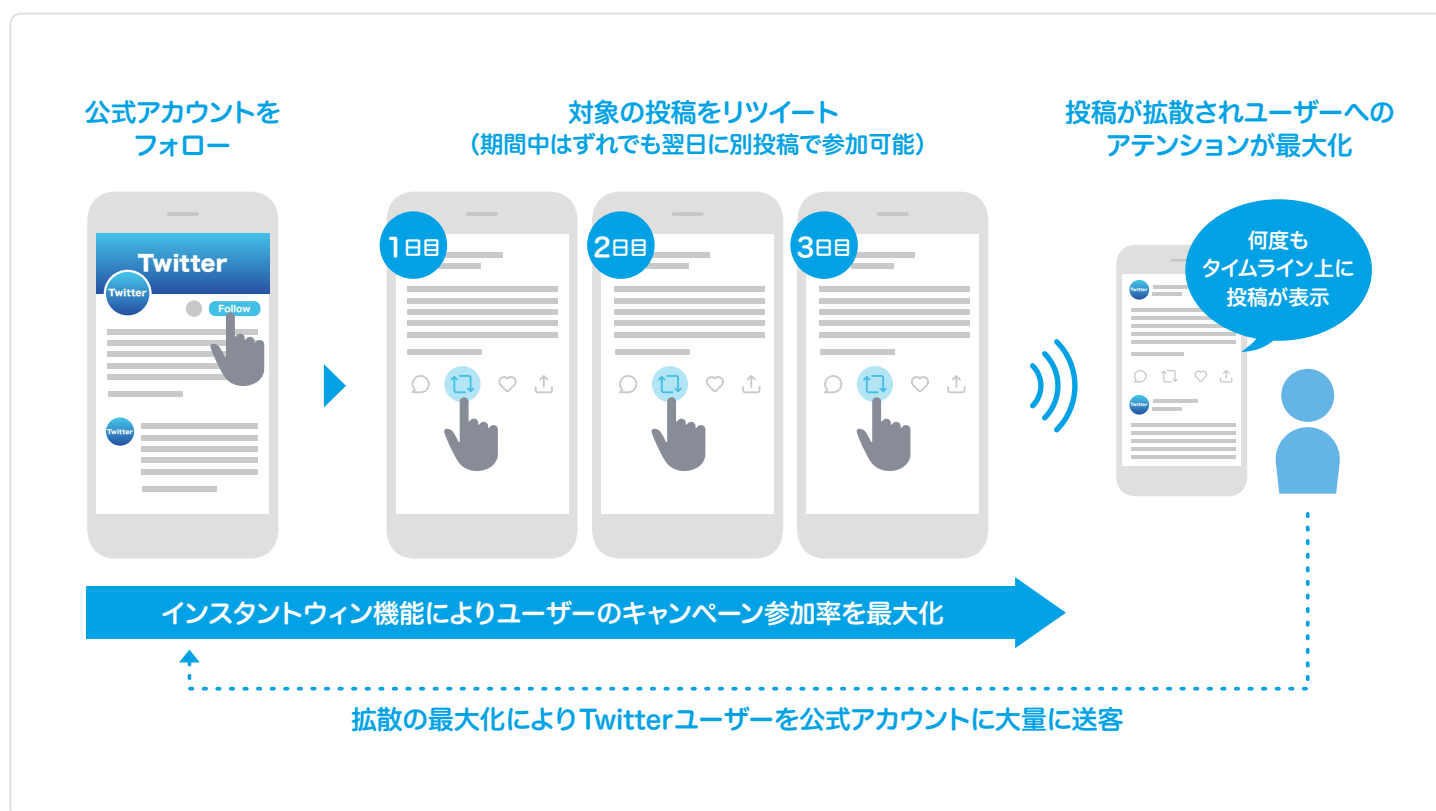 公式アカウントを
フォロー
対象の投稿をリツイート
（期間中はずれでも翌日に別投稿で参加可能）
投稿が拡散されユーザーへの
アテンションが最大化
Twitter
Twitter
Follow
Twitter
1日目
2日目
3日目
何度も
タイムライン上に
投稿が表示
Twitter
Twitter
インスタントウィン機能によりユーザーのキャンペーン参加率を最大化
拡散の最大化によりTwitterユーザーを公式アカウントに大量に送客